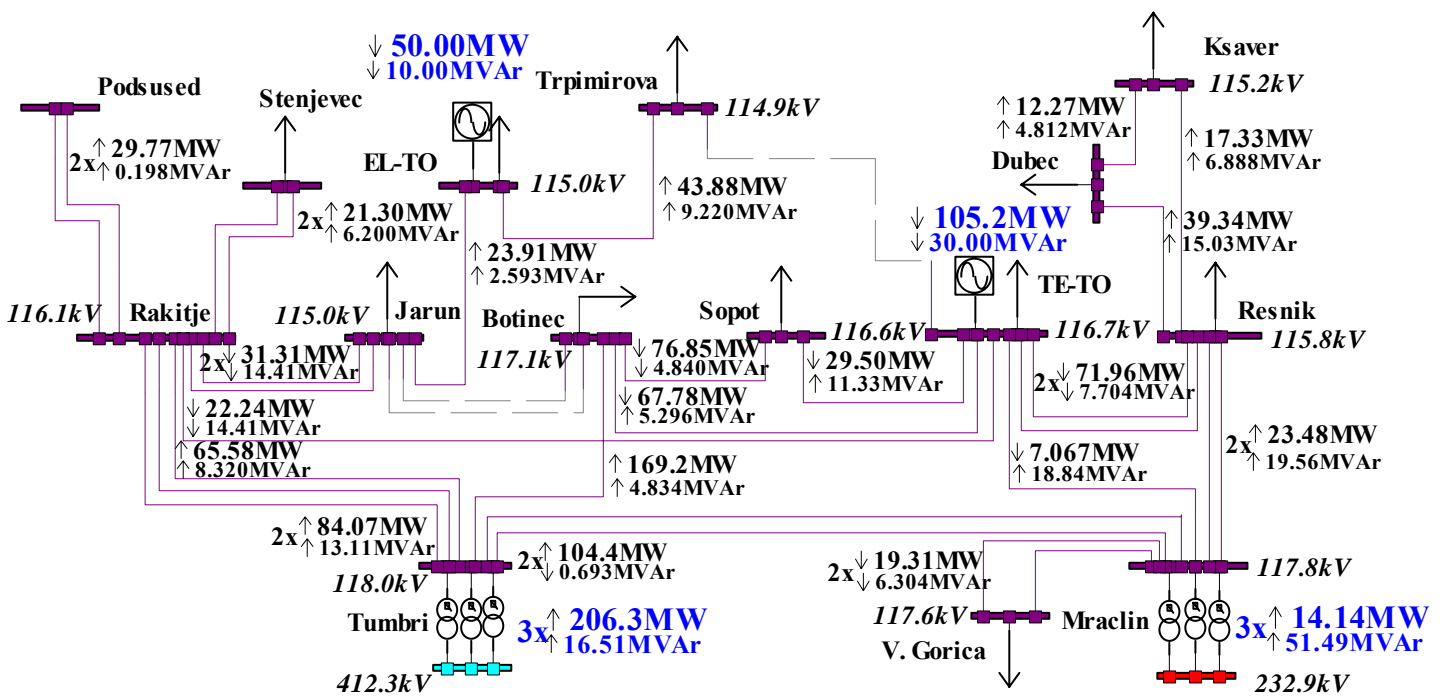 Ksaver
↓ 50.00MW
↓ 10.00MVAr
Trpimirova
Podsused
Stenjevec
115.2kV
114.9kV
↑ 12.27MW
↑ 4.812MVAr
↑ 17.33MW
↑ 6.888MVAr
2x ↑ 29.77MW
↑ 0.198MVAr
EL-TO
115.0kV
Dubec
↑ 43.88MW
↑ 9.220MVAr
2x ↑ 21.30MW
↑ 6.200MVAr
↓ 105.2MW
↓ 30.00MVAr
↑ 39.34MW
↑ 15.03MVAr
↑ 23.91MW
↑ 2.593MVAr
TE-TO
116.1kV
Rakitje
115.0kV
Jarun
Botinec
Sopot
116.6kV
116.7kV
Resnik
115.8kV
117.1kV
2x ↓ 31.31MW
↓ 14.41MVAr
↓ 76.85MW
↓ 4.840MVAr
↓ 29.50MW
↑ 11.33MVAr
2x ↓ 71.96MW
↓ 7.704MVAr
↓ 22.24MW
↓ 14.41MVAr
↓ 67.78MW
↑ 5.296MVAr
↑ 65.58MW
↑ 8.320MVAr
2x ↑ 23.48MW
↑ 19.56MVAr
↑ 169.2MW
↑ 4.834MVAr
↓ 7.067MW
↑ 18.84MVAr
2x ↑ 84.07MW
↑ 13.11MVAr
2x ↑ 104.4MW
↓ 0.693MVAr
2x ↓ 19.31MW
↓ 6.304MVAr
118.0kV
117.8kV
Tumbri
3x ↑ 206.3MW
↑ 16.51MVAr
117.6kV
V. Gorica
Mraclin
3x ↑ 14.14MW
↑ 51.49MVAr
412.3kV
232.9kV